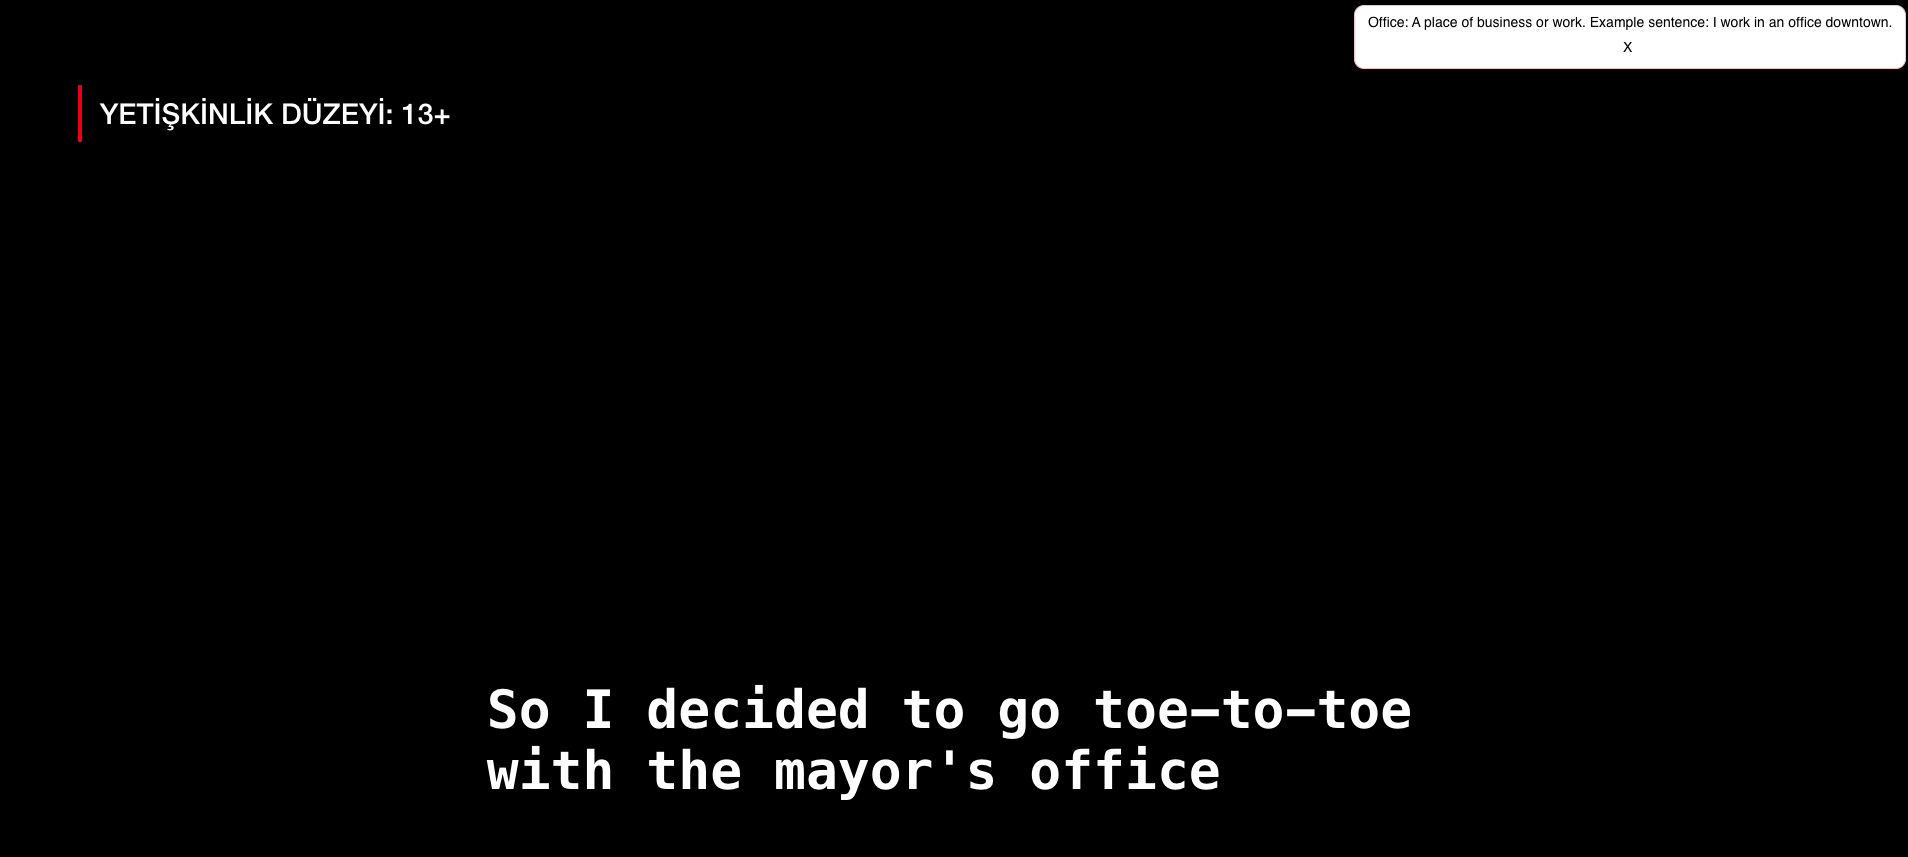 Office: A place of business or work. Example sentence: I work in an office downtown.
x
YETİŞKİNLİK DÜZEYİ: 13+
So I decided to go toe-to-toe
with the mayor's office